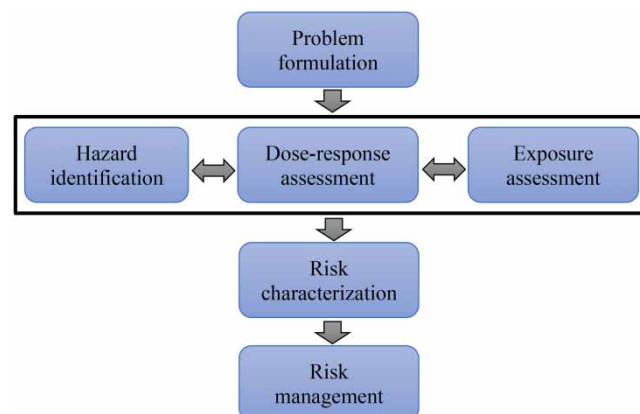 Problem
formulation
Hazard
identification
Dose-response
assessment
Exposure
assessment
Risk
characterization
Risk
management